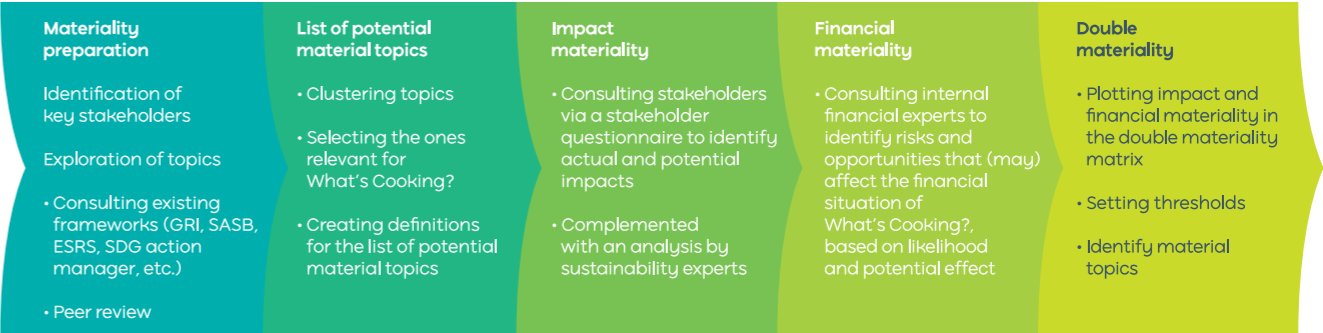 Materiality
preparation
Identification of
key stakeholders
Exploration of topics
• Consulting existing
frameworks (GRI, SASB,
ESRS, SDG action
manager, etc.)
• Peer review
List of potential
material topics
• Clustering topics
• Selecting the ones
relevant for
What's Cooking?
• Creating definitions
for the list of potential
material topics
Impact
materiality
• Consulting stakeholders
via a stakeholder
questionnaire to identify
actual and potential
impacts
• Complemented
with an analysis by
sustainability experts
Financial
materiality
• Consulting internal
financial experts to
identify risks and
opportunities that (may)
affect the financial
situation of
What's Cooking?,
based on likelihood
and potential effect
Double
materiality
• Plotting impact and
financial materiality in
the double materiality
matrix
• Setting thresholds
• Identify material
topics